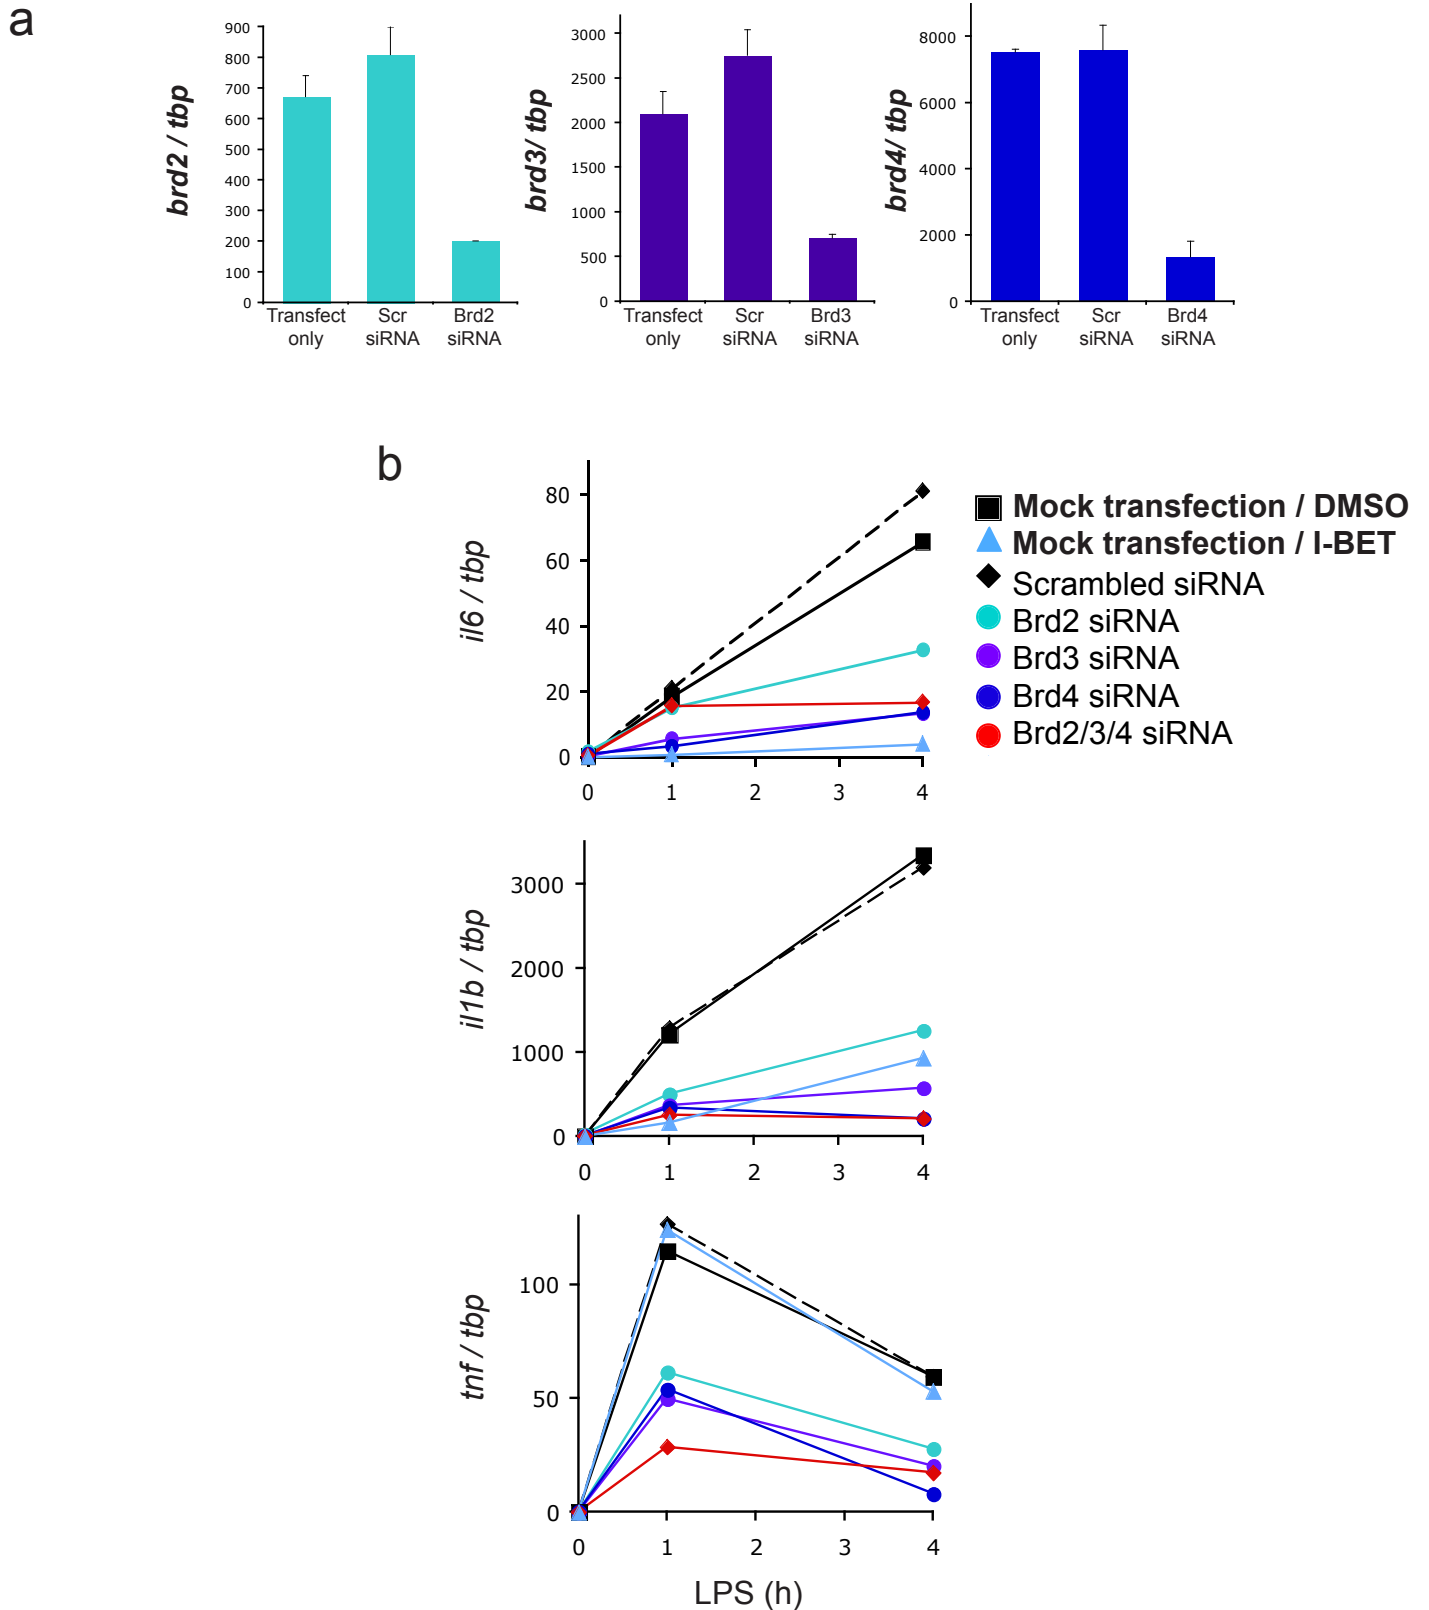 a
brd2 / tbp
900
800
700
600
500
400
300
200
100
0
Transfect only
Scr siRNA
Brd2 siRNA
brd3/ tbp
3000
2500
2000
1500
1000
500
0
Transfect only
Scr siRNA
Brd3 siRNA
brd4/ tbp
8000
6000
4000
2000
0
Transfect only
Scr siRNA
Brd4 siRNA
b
il6 / tbp
80
60
40
20
0
0 1 2 3 4
Mock transfection / DMSO
Mock transfection / I-BET
Scrambled siRNA
Brd2 siRNA
Brd3 siRNA
Brd4 siRNA
Brd2/3/4 siRNA
il1b / tbp
3000
2000
1000
0
0 1 2 3 4
tnf / tbp
100
50
0
0 1 2 3 4
LPS (h)